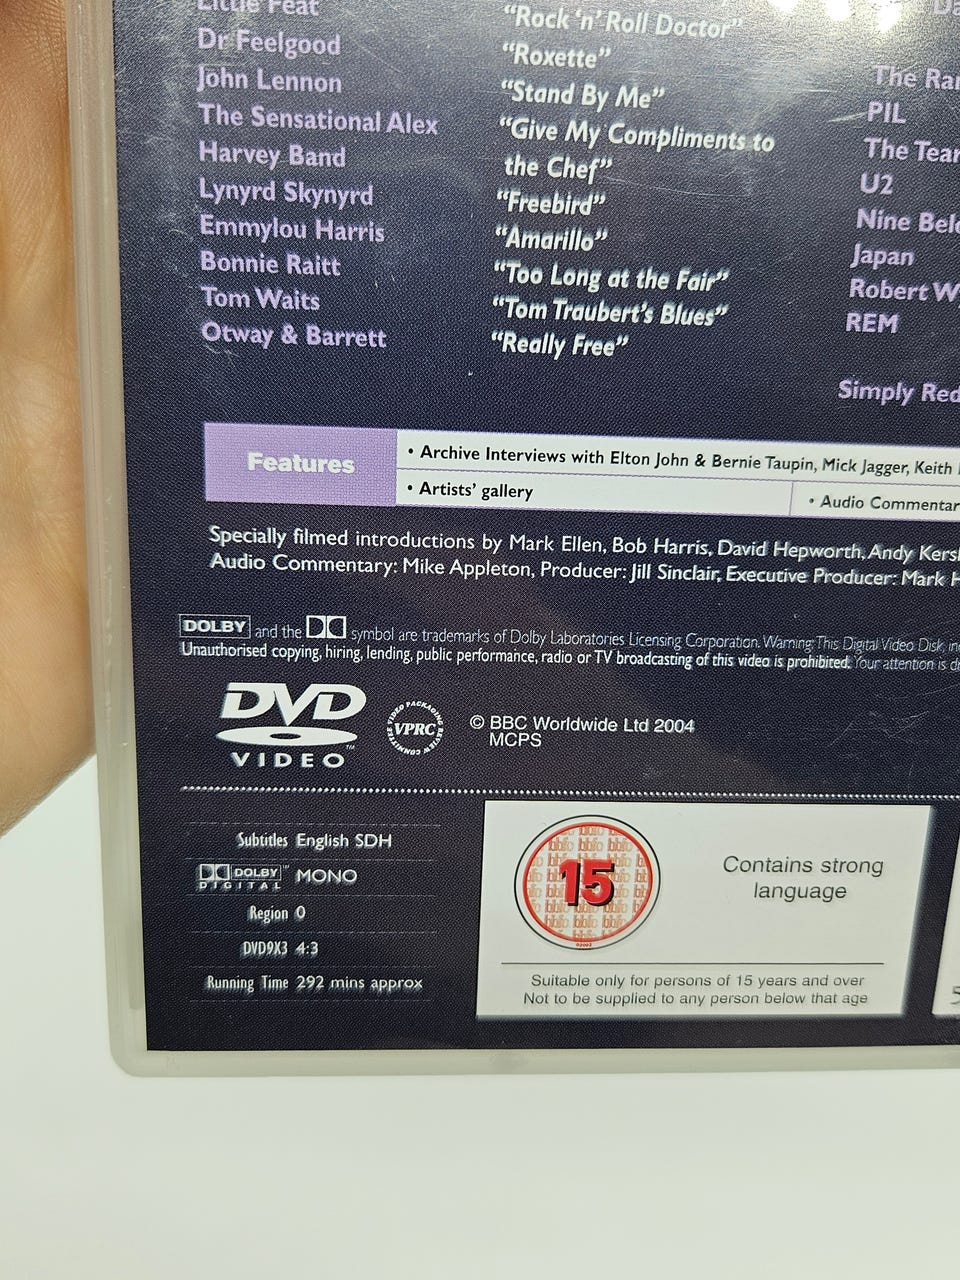 Little Feat
Dr Feelgood
John Lennon
The Sensational Alex
Harvey Band
Lynyrd Skynyrd
Emmylou Harris
Bonnie Raitt
Tom Waits
Otway & Barrett
“Rock ‘n’ Roll Doctor”
“Roxette”
“Stand By Me”
“Give My Compliments to
the Chef”
“Freebird”
“Amarillo”
“Too Long at the Fair”
“Tom Traubert’s Blues”
“Really Free”
The
PIL
The
U2
Nine
Japan
Robert
REM
Simply Red
Features
• Archive Interviews with Elton John & Bernie Taupin, Mick Jagger, Keith
• Artists’ gallery
• Audio Commentar
Specially filmed introductions by Mark Ellen, Bob Harris, David Hepworth, Andy Kers
Audio Commentary: Mike Appleton, Producer: Jill Sinclair, Executive Producer: Mark H
DOLBY and the symbol are trademarks of Dolby Laboratories Licensing Corporation. Warning: This Digital Video Disk,
Unauthorised copying, hiring, lending, public performance, radio or TV broadcasting of this video is prohibited. Your attention is
DVD
VIDEO™
VIDEO PACKAGING REVIEW COMMITTEE
VPRC
© BBC Worldwide Ltd 2004
MCPS
Subtitles English SDH
DOLBY™ MONO
DIGITAL
Region 0
DVD9X3 4:3
Running Time 292 mins approx
15
Contains strong
language
Suitable only for persons of 15 years and over
Not to be supplied to any person below that age